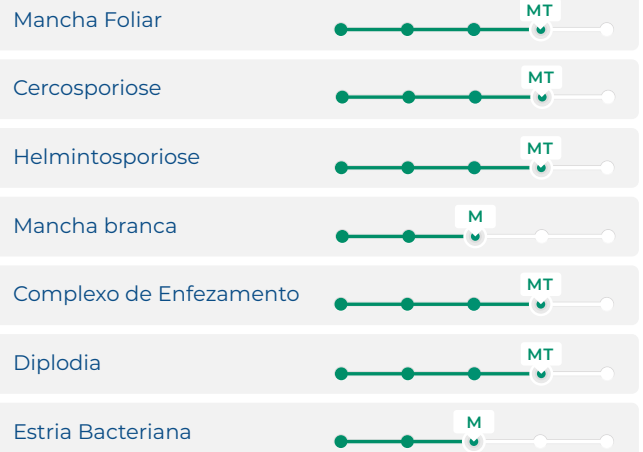 Mancha Foliar MT
Cercosporiose MT
Helmintosporiose MT
Mancha branca M
Complexo de Enfezamento MT
Diplodia MT
Estria Bacteriana M